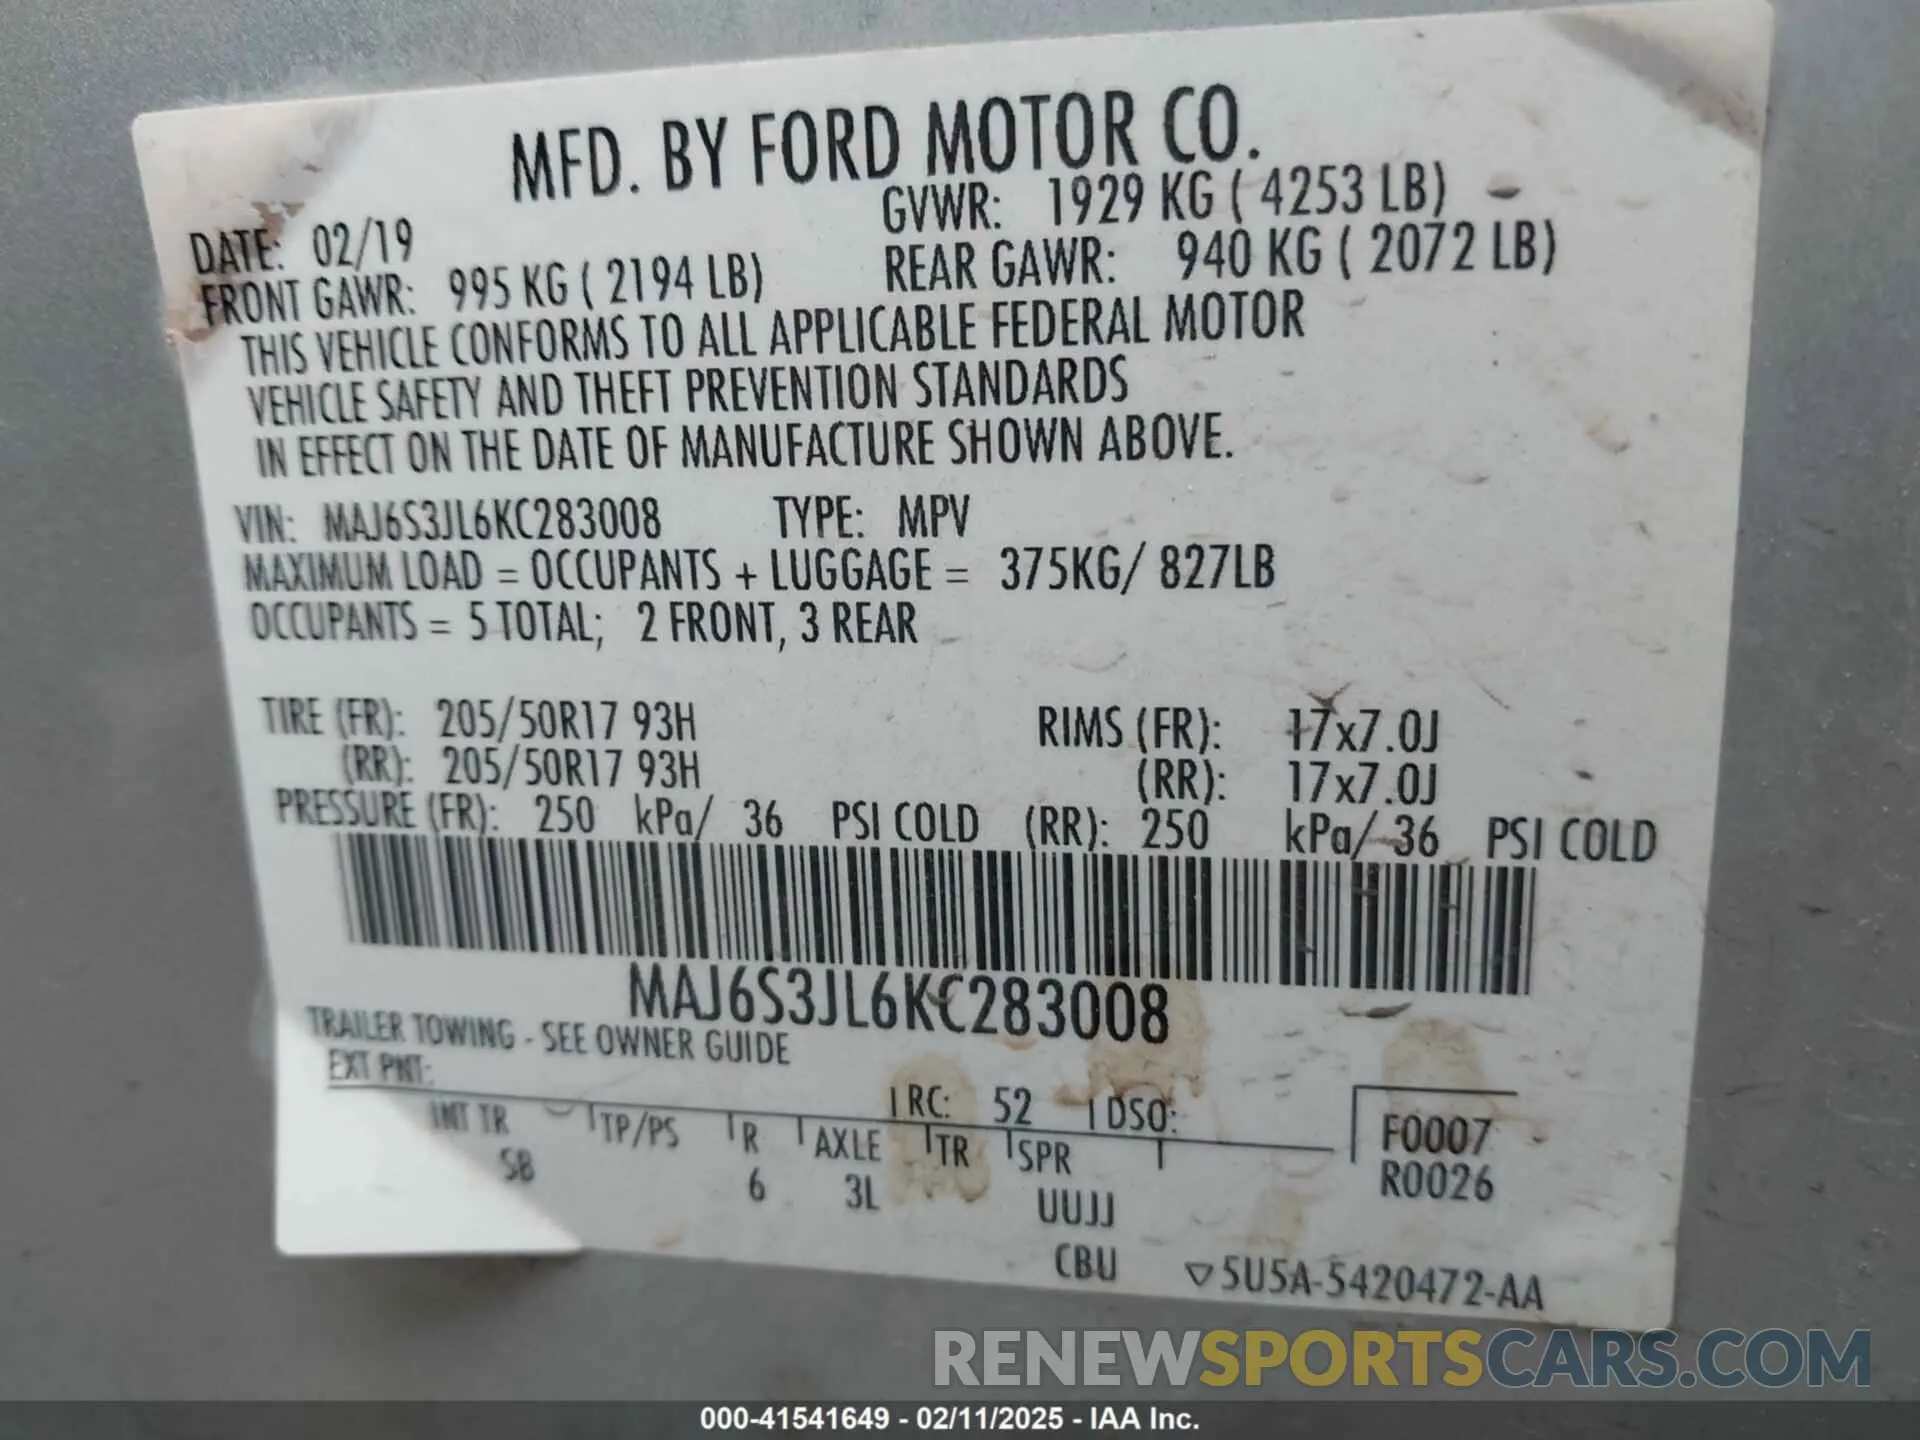 MFD. BY FORD MOTOR CO.
DATE: 02/19 GVWR: 1929 KG ( 4253 LB)
FRONT GAWR: 995 KG ( 2194 LB) REAR GAWR: 940 KG ( 2072 LB)
THIS VEHICLE CONFORMS TO ALL APPLICABLE FEDERAL MOTOR
VEHICLE SAFETY AND THEFT PREVENTION STANDARDS
IN EFFECT ON THE DATE OF MANUFACTURE SHOWN ABOVE.
VIN: MAJ6S3JL6KC283008 TYPE: MPV
MAXIMUM LOAD = OCCUPANTS + LUGGAGE = 375KG/ 827LB
OCCUPANTS = 5 TOTAL; 2 FRONT, 3 REAR
TIRE (FR): 205/50R17 93H RIMS (FR): 17x7.0J
(RR): 205/50R17 93H (RR): 17x7.0J
PRESSURE (FR): 250 kPa/ 36 PSI COLD (RR): 250 kPa/ 36 PSI COLD
MAJ6S3JL6KC283008
TRAILER TOWING - SEE OWNER GUIDE
EXT PNT: RC: 52 DSO:
INT TR TP/PS R AXLE TR SPR F0007
5B 6 3L UUJJ R0026
CBU 5U5A-5420472-AA
RENEWSPORTSCARS.COM
000-41541649 - 02/11/2025 - IAA Inc.